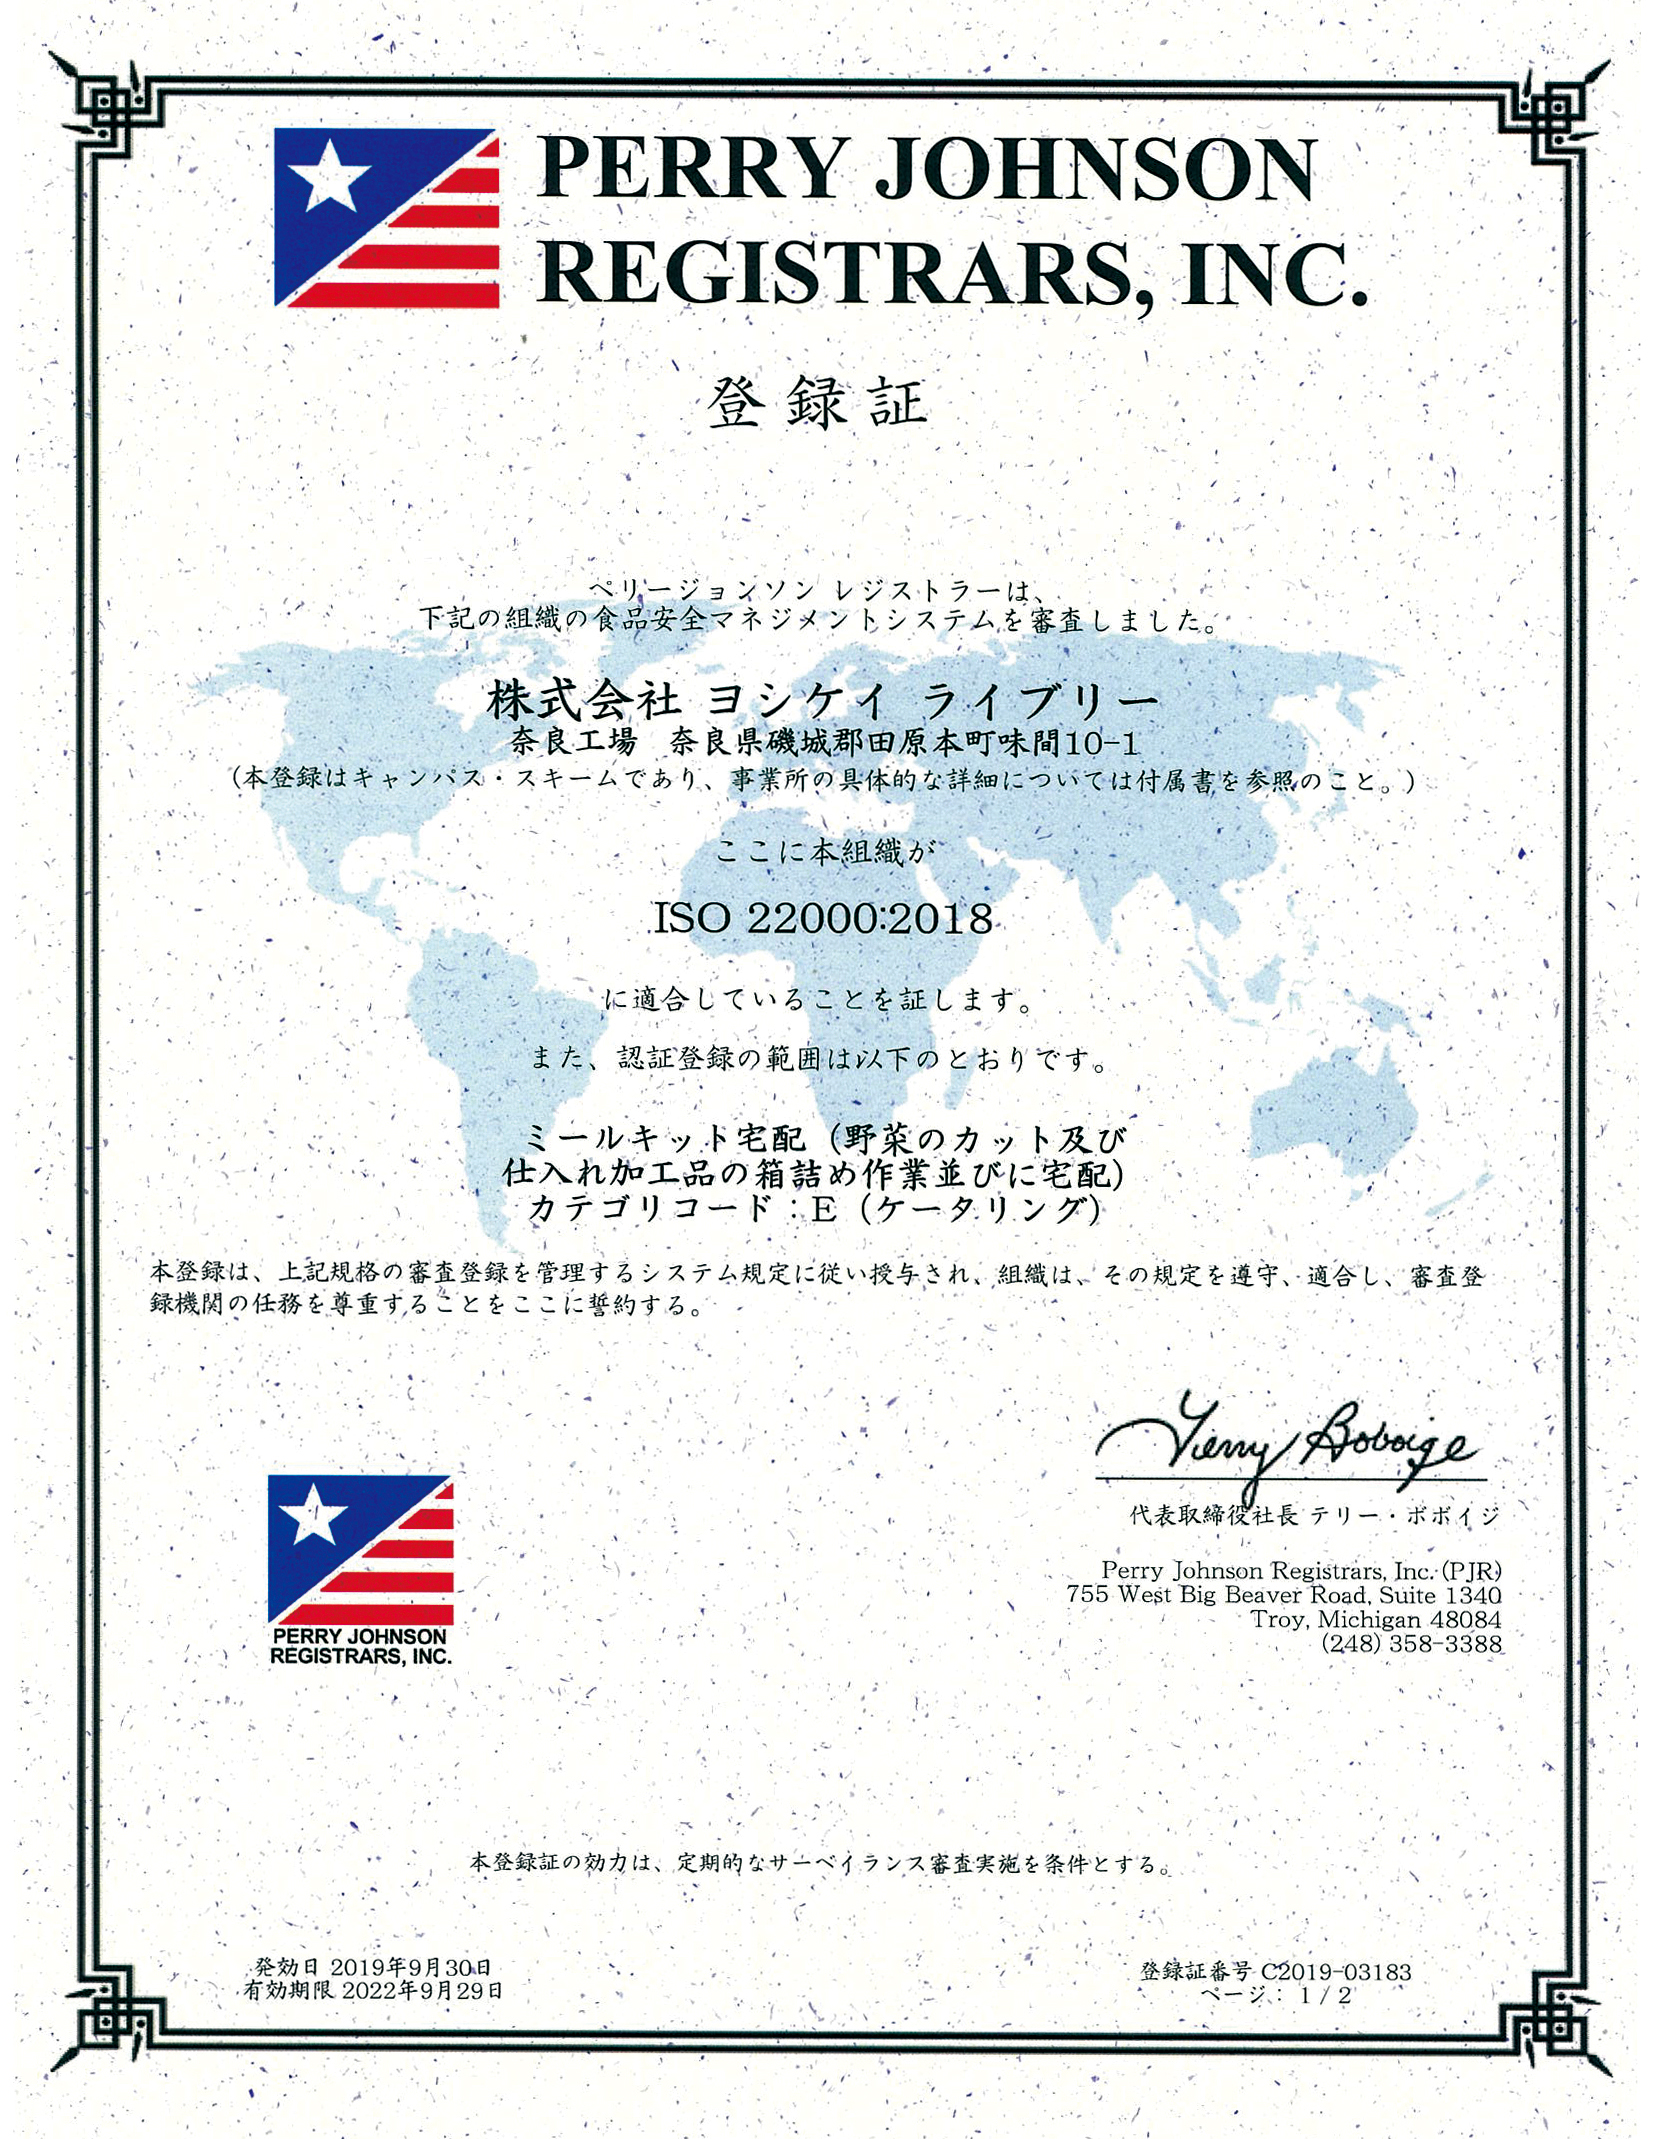 PERRY JOHNSON
REGISTRARS, INC.
登録証
ペリージョンソン レジストラーは、
下記の組織の食品安全マネジメントシステムを審査しました。
株式会社 ヨシケイ ライブリー
奈良工場 奈良県磯城郡田原本町味間10-1
(本登録はキャンパス・スキームであり、事業所の具体的な詳細については付属書を参照のこと。)
ここに本組織が
ISO 22000:2018
に適合していることを証します。
また、認証登録の範囲は以下のとおりです。
ミールキット宅配（野菜のカット及び
仕入れ加工品の箱詰め作業並びに宅配）
カテゴリコード：E（ケータリング）
本登録は、上記規格の審査登録を管理するシステム規定に従い授与され、組織は、その規定を遵守、適合し、審査登
録機関の任務を尊重することをここに誓約する。
Terry Boboige
代表取締役社長 テリー・ボボイジ
Perry Johnson Registrars, Inc. (PJR)
755 West Big Beaver Road, Suite 1340
Troy, Michigan 48084
(248) 358-3388
PERRY JOHNSON
REGISTRARS, INC.
本登録証の効力は、定期的なサーベイランス審査実施を条件とする。
発効日 2019年9月30日
有効期限 2022年9月29日
登録証番号 C2019-03183
ページ： 1 / 2